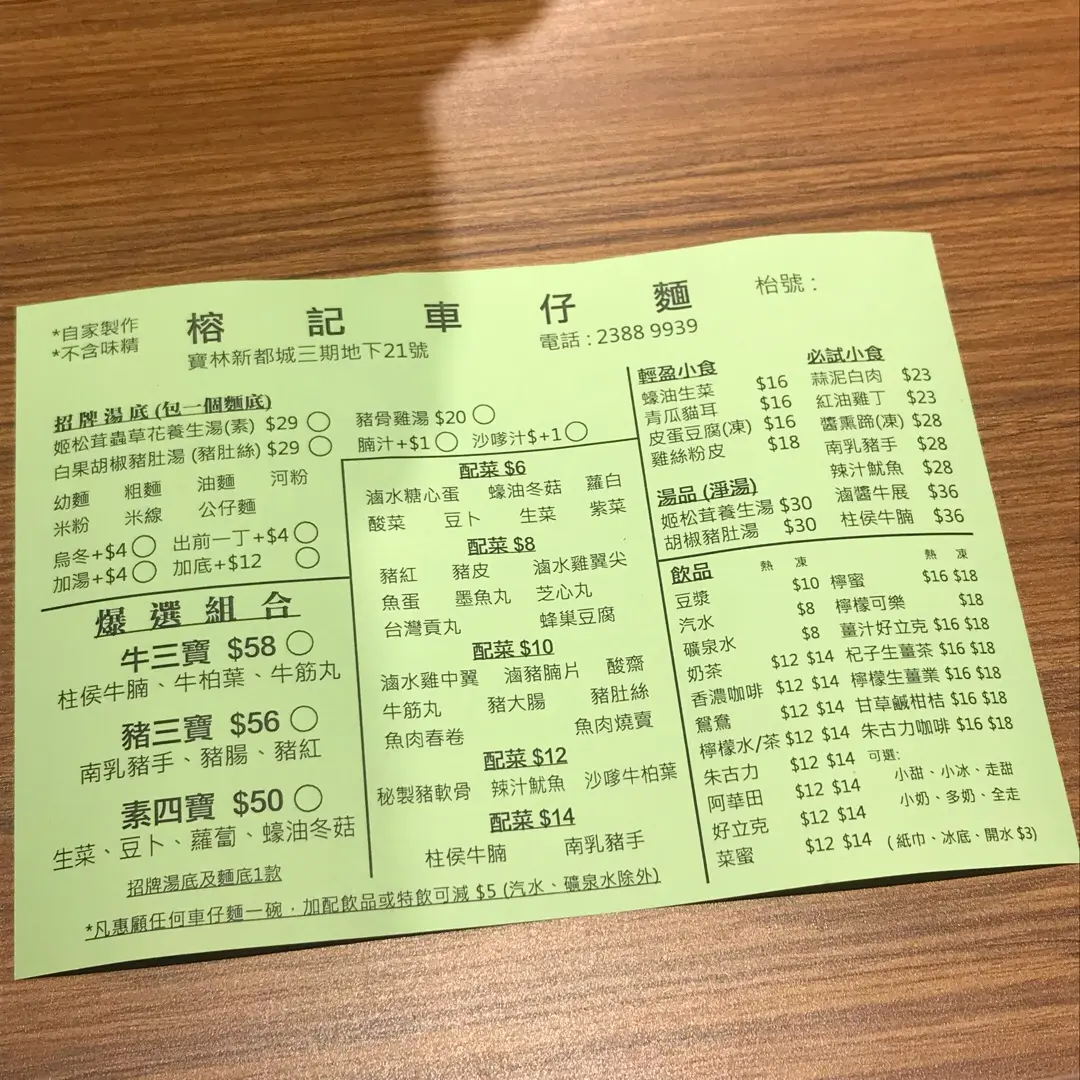 *自家製作
*不含味精
榕記車仔麵
寶林新都城三期地下21號
電話 : 2388 9939
枱號 :
招牌湯底 (包一個麵底)
姬松茸蟲草花養生湯(素) $29 ○
白果胡椒豬肚湯 (豬肚絲) $29 ○
豬骨雞湯 $20 ○
腩汁+$1 ○ 沙嗲汁$+1 ○
幼麵 粗麵 油麵 河粉
米粉 米線 公仔麵
烏冬+$4 ○ 出前一丁+$4 ○
加湯+$4 ○ 加底+$12 ○
爆選組合
牛三寶 $58 ○
柱侯牛腩、牛柏葉、牛筋丸
豬三寶 $56 ○
南乳豬手、豬腸、豬紅
素四寶 $50 ○
生菜、豆卜、蘿蔔、蠔油冬菇
招牌湯底及麵底1款
配菜 $6
滷水糖心蛋 蠔油冬菇 蘿白
酸菜 豆卜 生菜 紫菜
配菜 $8
豬紅 豬皮 滷水雞翼尖
魚蛋 墨魚丸 芝心丸
台灣貢丸 蜂巢豆腐
配菜 $10
滷水雞中翼 滷豬腩片 酸齋
牛筋丸 豬大腸 豬肚絲
魚肉春卷 魚肉燒賣
配菜 $12
秘製豬軟骨 辣汁魷魚 沙嗲牛柏葉
配菜 $14
柱侯牛腩 南乳豬手
輕盈小食
蠔油生菜 $16
青瓜貓耳 $16
皮蛋豆腐(凍) $16
雞絲粉皮 $18
湯品 (淨湯)
姬松茸養生湯 $30
胡椒豬肚湯 $30
必試小食
蒜泥白肉 $23
紅油雞丁 $23
醬熏蹄(凍) $28
南乳豬手 $28
辣汁魷魚 $28
滷醬牛展 $36
柱侯牛腩 $36
飲品 熱 凍
豆漿 $10
汽水 $8
礦泉水 $8
奶茶 $12 $14
香濃咖啡 $12 $14
鴛鴦 $12 $14
檸檬水/茶 $12 $14
朱古力 $12 $14
阿華田 $12 $14
好立克 $12 $14
菜蜜 $12 $14
熱 凍
檸蜜 $16 $18
檸檬可樂 $18
薑汁好立克 $16 $18
杞子生薑茶 $16 $18
檸檬生薑業 $16 $18
甘草鹹柑桔 $16 $18
朱古力咖啡 $16 $18
可選:
小甜、小冰、走甜
小奶、多奶、全走
( 紙巾、冰底、開水 $3)
*凡惠顧任何車仔麵一碗，加配飲品或特飲可減 $5 (汽水、礦泉水除外)